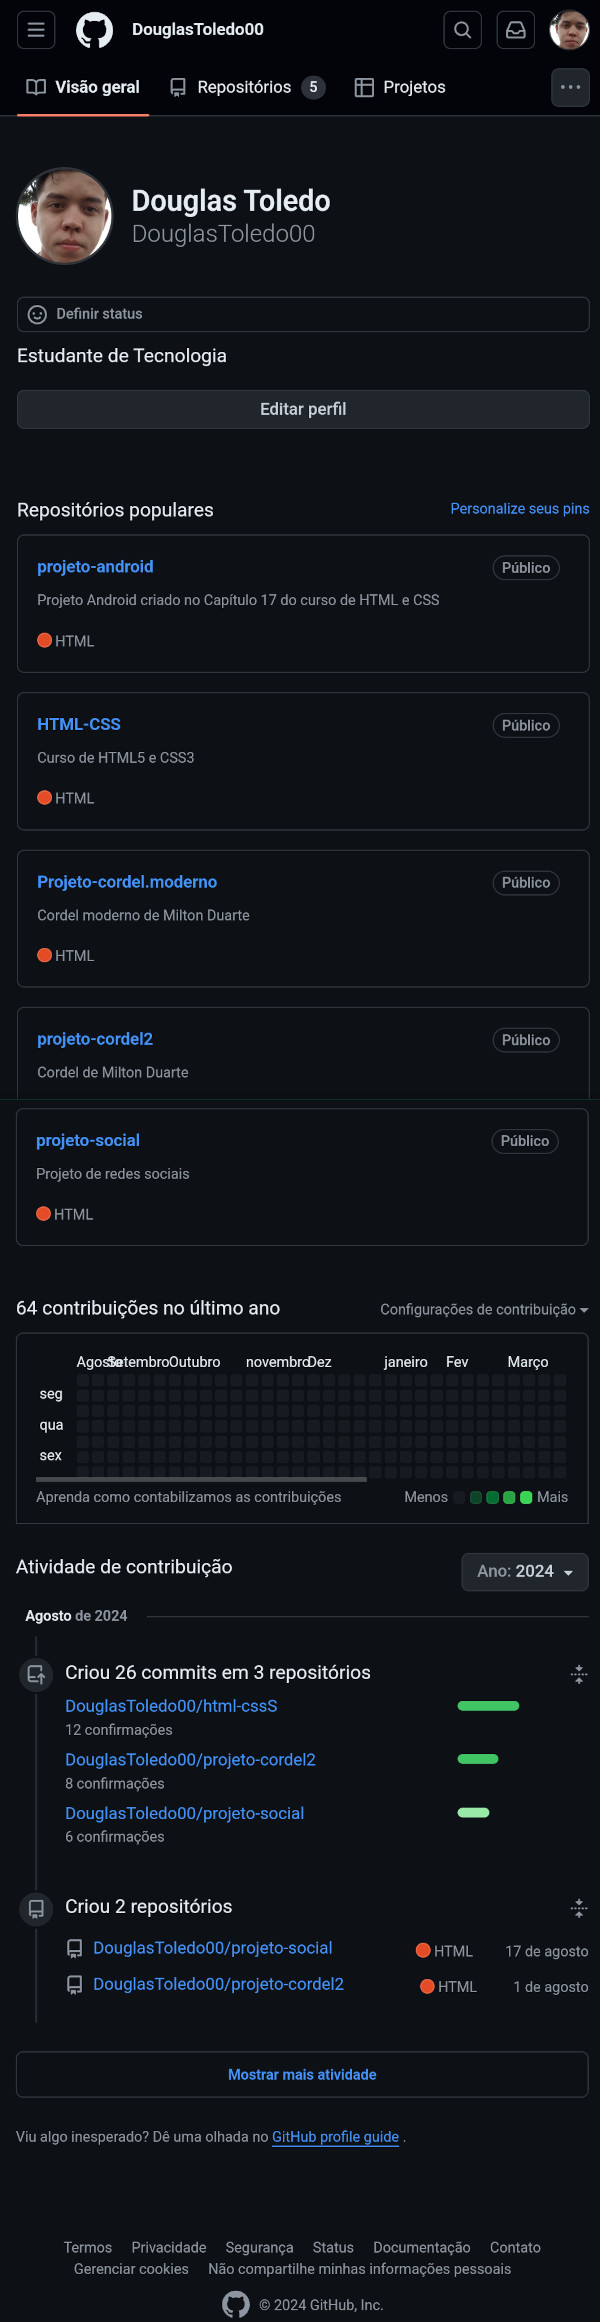 DouglasToledo00
Visão geral Repositórios 5 Projetos
Douglas Toledo
DouglasToledo00
Definir status
Estudante de Tecnologia
Editar perfil
Repositórios populares Personalize seus pins
projeto-android Público
Projeto Android criado no Capítulo 17 do curso de HTML e CSS
HTML
HTML-CSS Público
Curso de HTML5 e CSS3
HTML
Projeto-cordel.moderno Público
Cordel moderno de Milton Duarte
HTML
projeto-cordel2 Público
Cordel de Milton Duarte
projeto-social Público
Projeto de redes sociais
HTML
64 contribuições no último ano Configurações de contribuição
Agosto Setembro Outubro novembro Dez janeiro Fev Março
seg
qua
sex
Aprenda como contabilizamos as contribuições Menos Mais
Atividade de contribuição Ano: 2024
Agosto de 2024
Criou 26 commits em 3 repositórios
DouglasToledo00/html-cssS
12 confirmações
DouglasToledo00/projeto-cordel2
8 confirmações
DouglasToledo00/projeto-social
6 confirmações
Criou 2 repositórios
DouglasToledo00/projeto-social HTML 17 de agosto
DouglasToledo00/projeto-cordel2 HTML 1 de agosto
Mostrar mais atividade
Viu algo inesperado? Dê uma olhada no GitHub profile guide .
Termos Privacidade Segurança Status Documentação Contato
Gerenciar cookies Não compartilhe minhas informações pessoais
© 2024 GitHub, Inc.